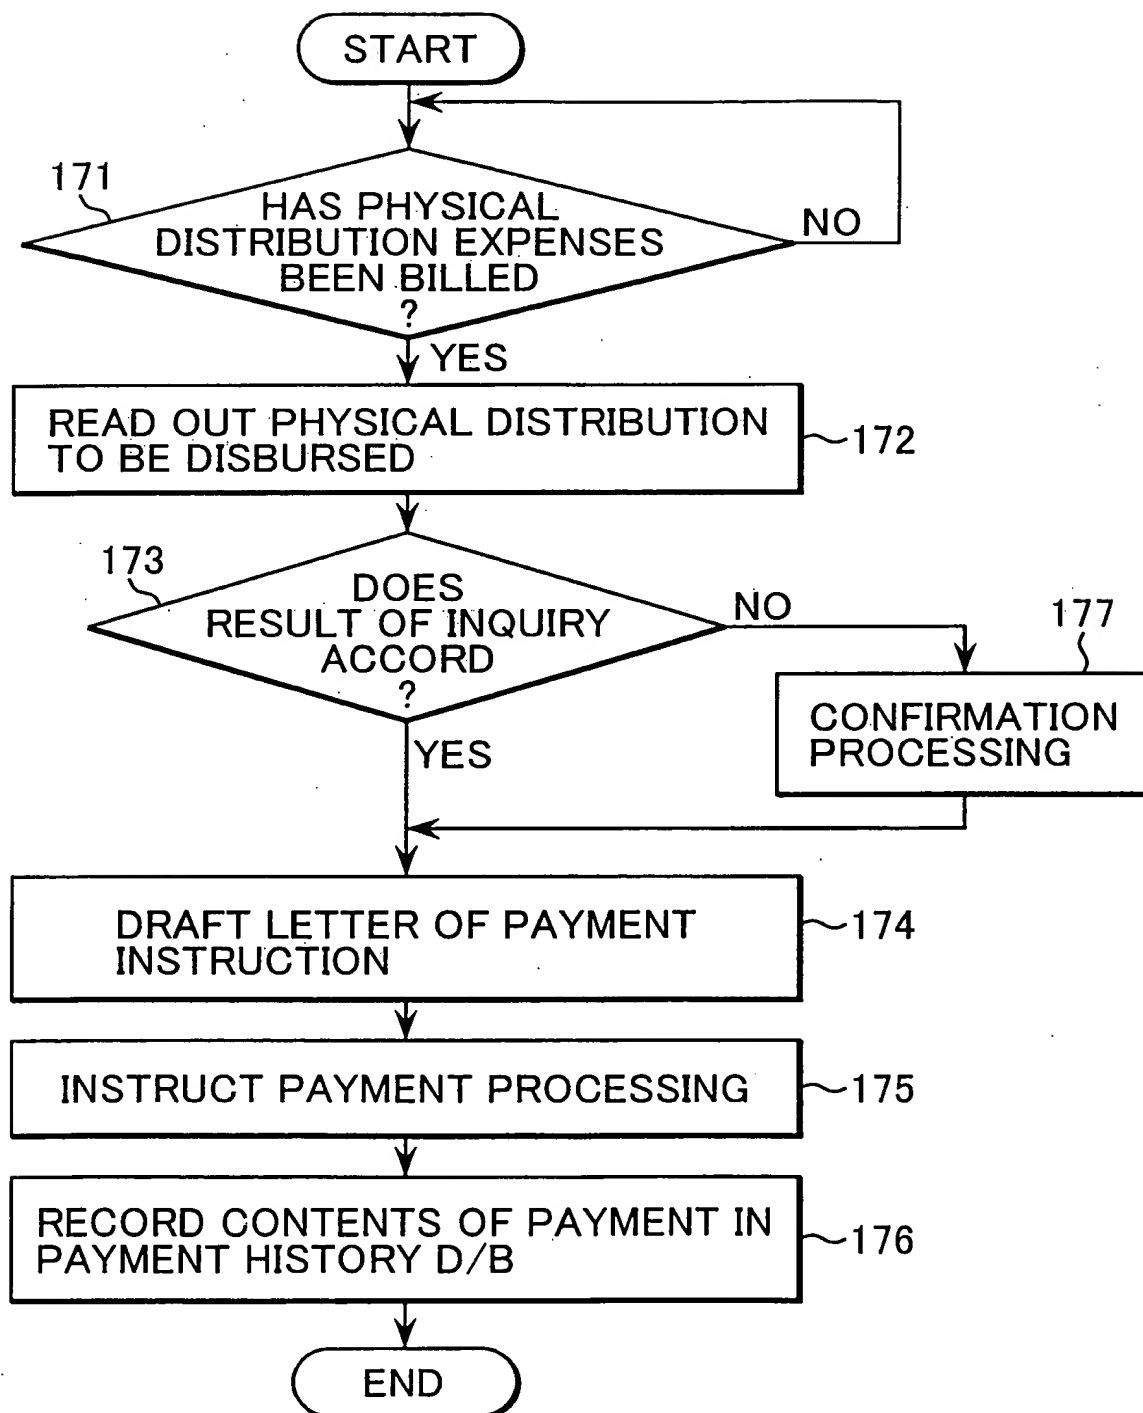 START
171
HAS PHYSICAL
DISTRIBUTION EXPENSES
BEEN BILLED
?
NO
YES
READ OUT PHYSICAL DISTRIBUTION
TO BE DISBURSED
172
173
DOES
RESULT OF INQUIRY
ACCORD
?
NO
177
CONFIRMATION
PROCESSING
YES
DRAFT LETTER OF PAYMENT
INSTRUCTION
174
INSTRUCT PAYMENT PROCESSING
175
RECORD CONTENTS OF PAYMENT IN
PAYMENT HISTORY D/B
176
END